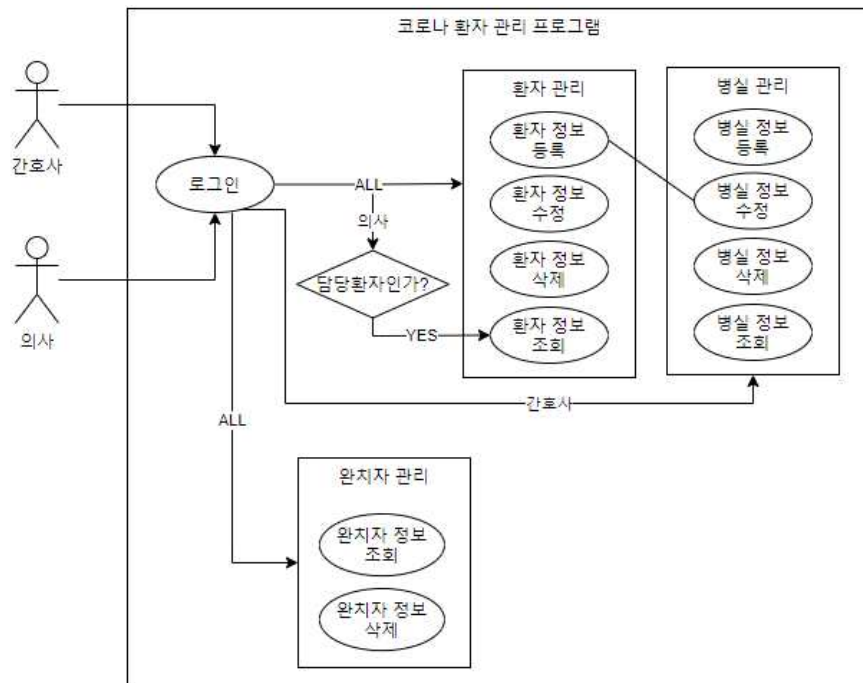 코로나 환자 관리 프로그램
간호사
의사
로그인
ALL
의사
담당환자인가?
YES
환자 관리
환자 정보
등록
환자 정보
수정
환자 정보
삭제
환자 정보
조회
병실 관리
병실 정보
등록
병실 정보
수정
병실 정보
삭제
병실 정보
조회
간호사
ALL
완치자 관리
완치자 정보
조회
완치자 정보
삭제